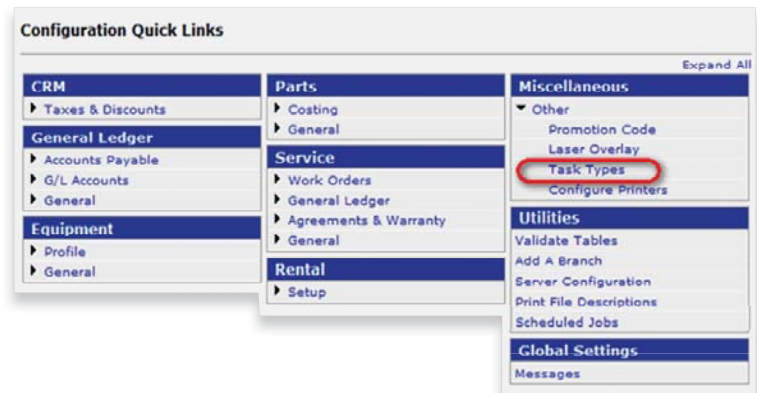 Configuration Quick Links
Expand All
CRM
Taxes & Discounts
General Ledger
Accounts Payable
G/L Accounts
General
Equipment
Profile
General
Parts
Costing
General
Service
Work Orders
General Ledger
Agreements & Warranty
General
Rental
Setup
Miscellaneous
Other
Promotion Code
Laser Overlay
Task Types
Configure Printers
Utilities
Validate Tables
Add A Branch
Server Configuration
Print File Descriptions
Scheduled Jobs
Global Settings
Messages